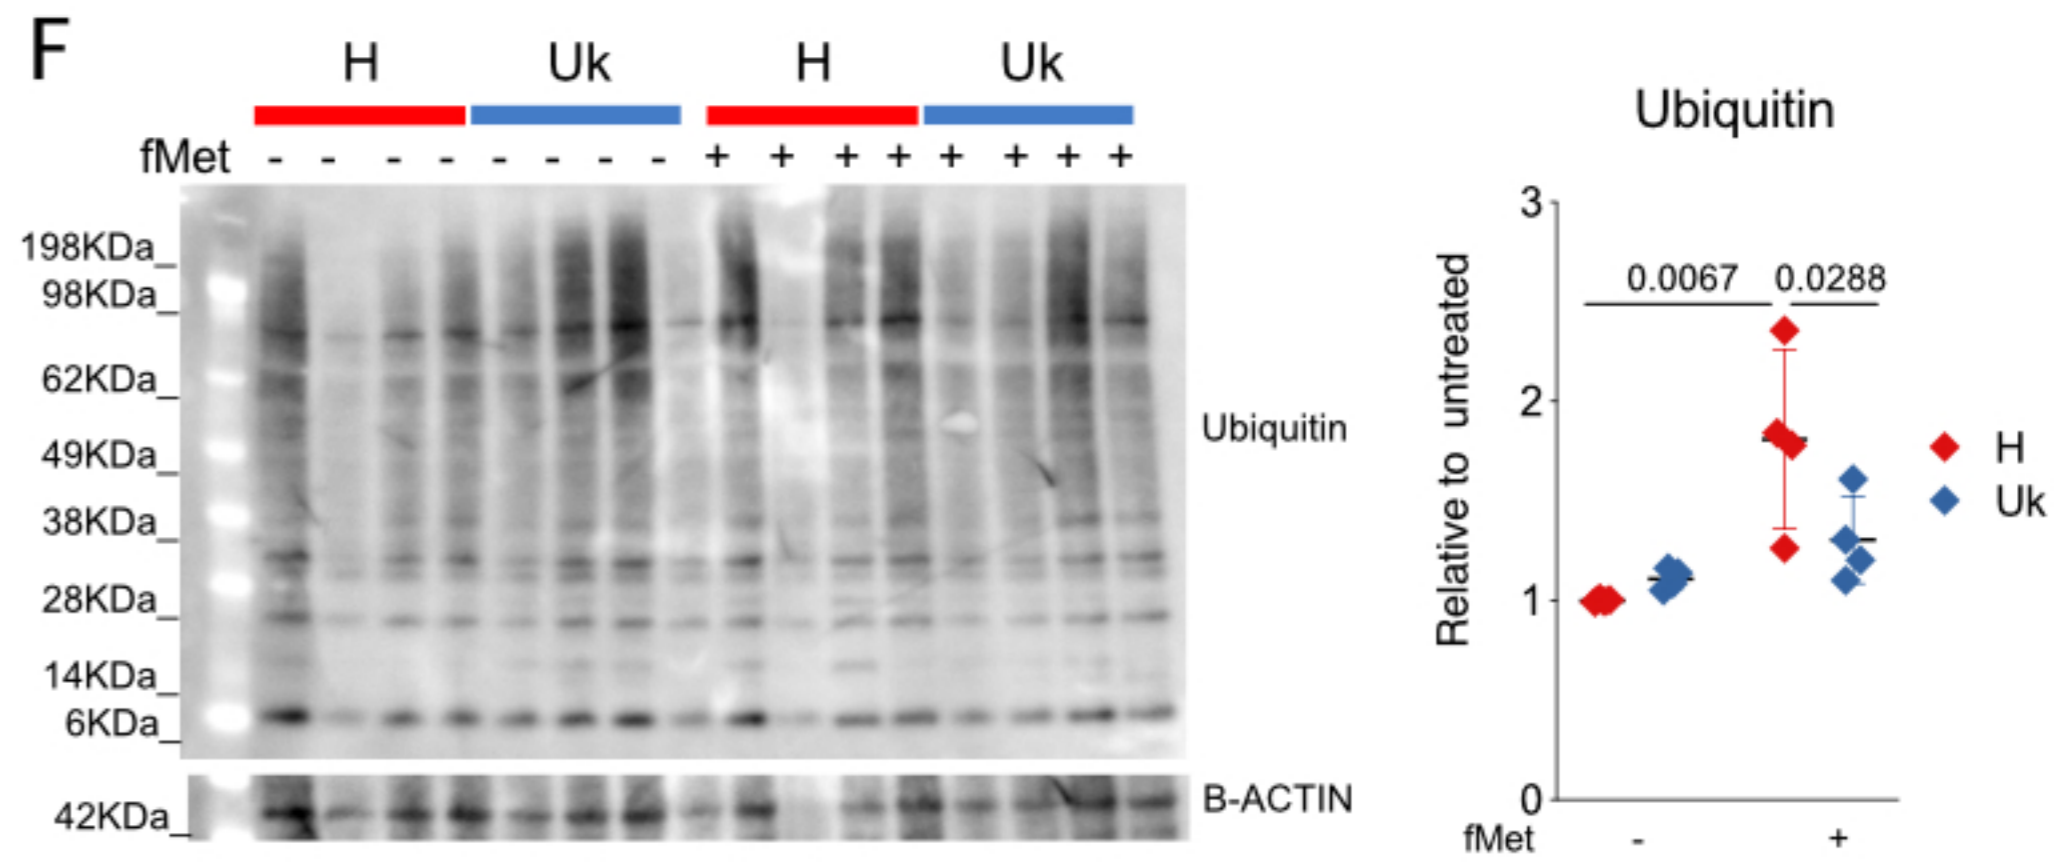 F
H Uk H Uk
fMet - - - - - - - - + + + + + + + +
198KDa_
98KDa_
62KDa_
49KDa_
38KDa_
28KDa_
14KDa_
6KDa_
Ubiquitin
42KDa_
B-ACTIN
Ubiquitin
Relative to untreated
3
2
1
0
0.0067 0.0288
H
Uk
fMet - +